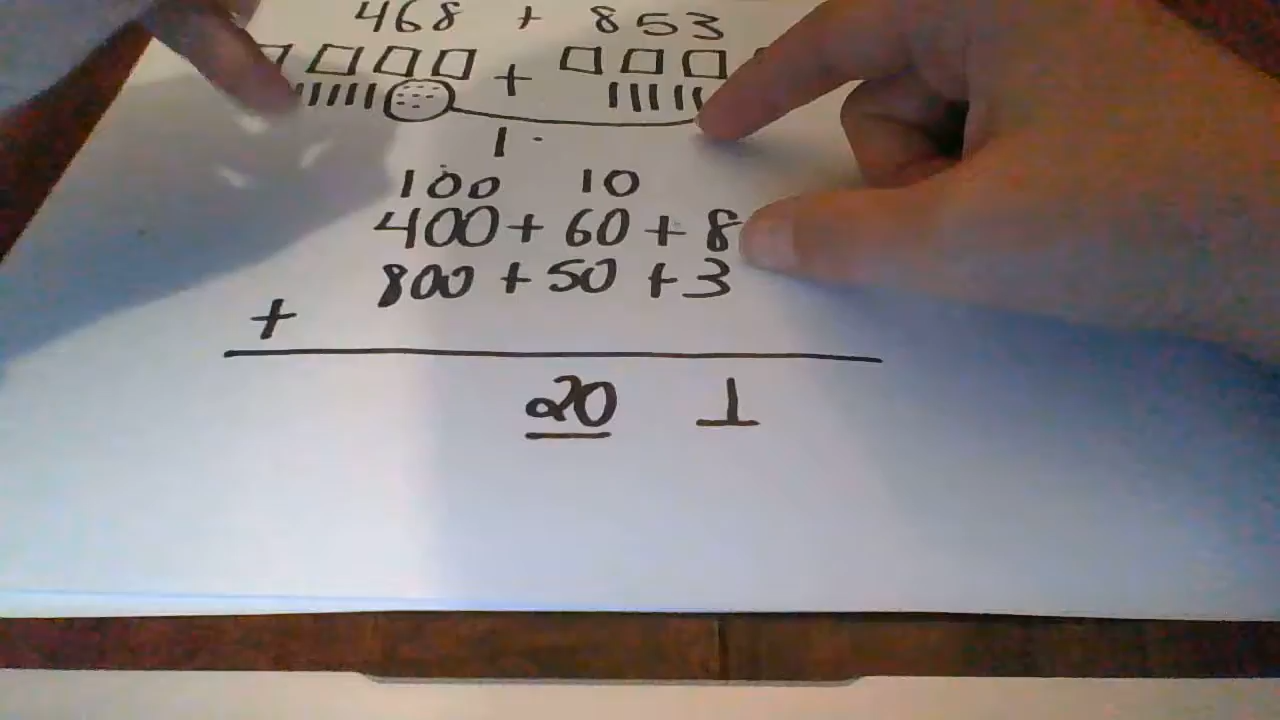 468 + 853
+
1
100 10
400 + 60 + 8
800 + 50 + 3
+
20 1